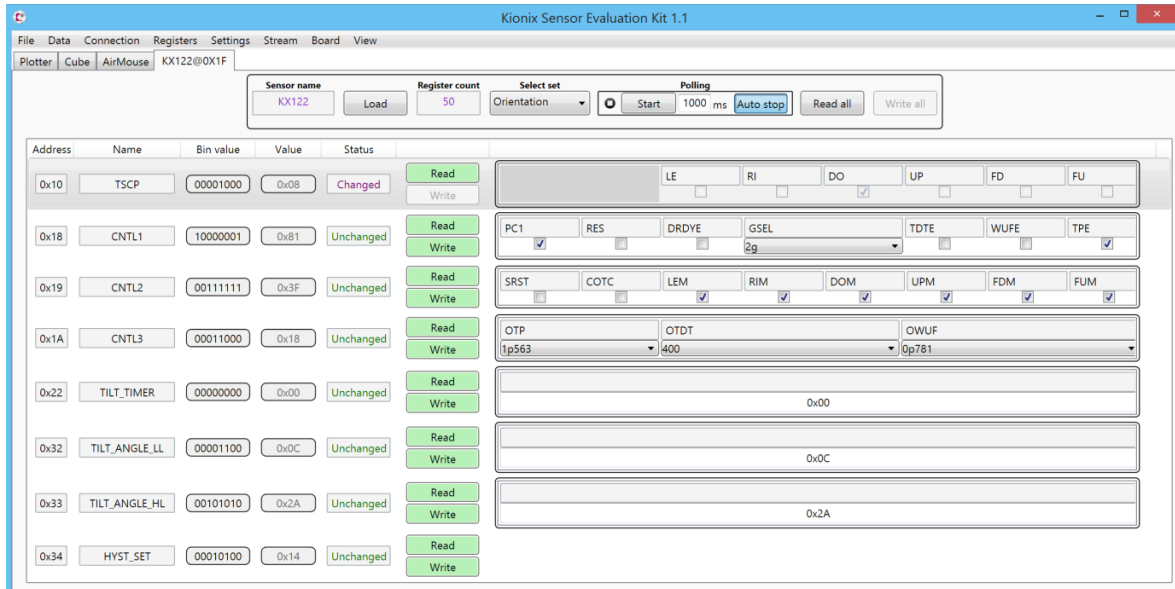 Kionix Sensor Evaluation Kit 1.1
File Data Connection Registers Settings Stream Board View
Plotter Cube AirMouse KX122@0X1F
Sensor name Register count Select set Polling
KX122 Load 50 Orientation Start 1000 ms Auto stop Read all Write all
Address Name Bin value Value Status
0x10 TSCP 00001000 0x08 Changed Read Write LE RI DO UP FD FU
0x18 CNTL1 10000001 0x81 Unchanged Read Write PC1 RES DRDYE GSEL 2g TDTE WUFE TPE
0x19 CNTL2 00111111 0x3F Unchanged Read Write SRST COTC LEM RIM DOM UPM FDM FUM
0x1A CNTL3 00011000 0x18 Unchanged Read Write OTP 1p563 OTDT 400 OWUF 0p781
0x22 TILT_TIMER 00000000 0x00 Unchanged Read Write 0x00
0x32 TILT_ANGLE_LL 00001100 0x0C Unchanged Read Write 0x0C
0x33 TILT_ANGLE_HL 00101010 0x2A Unchanged Read Write 0x2A
0x34 HYST_SET 00010100 0x14 Unchanged Read Write